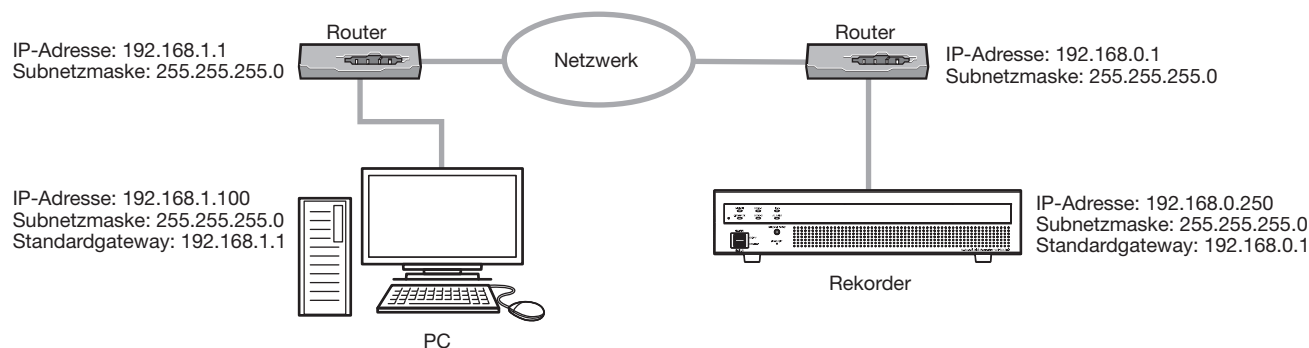 Router
IP-Adresse: 192.168.1.1
Subnetzmaske: 255.255.255.0
Netzwerk
Router
IP-Adresse: 192.168.0.1
Subnetzmaske: 255.255.255.0
IP-Adresse: 192.168.1.100
Subnetzmaske: 255.255.255.0
Standardgateway: 192.168.1.1
PC
IP-Adresse: 192.168.0.250
Subnetzmaske: 255.255.255.0
Standardgateway: 192.168.0.1
Rekorder